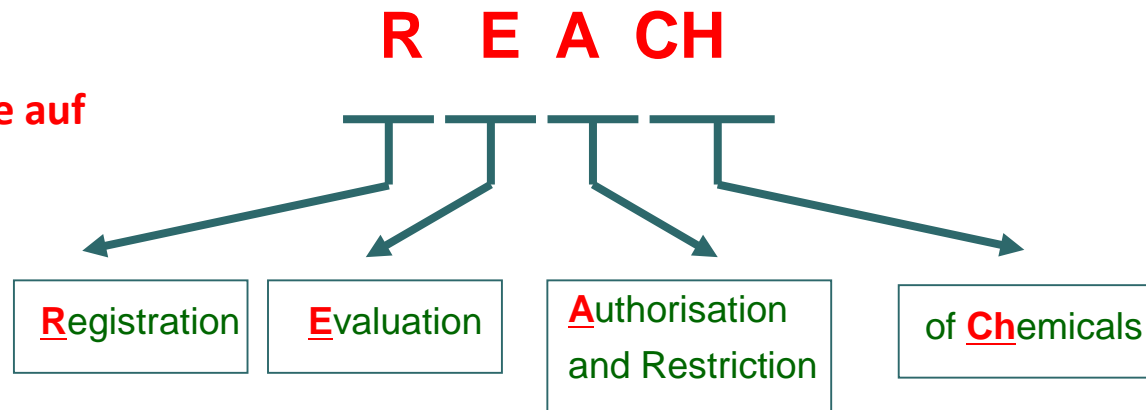 R E A CH
e auf
Registration
Evaluation
Authorisation
and Restriction
of Chemicals